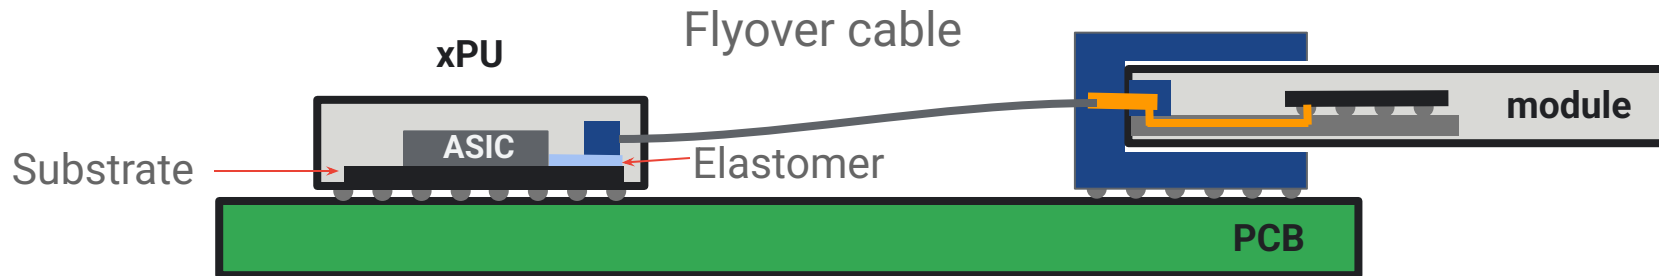 Flyover cable
xPU
module
ASIC
Substrate
Elastomer
PCB